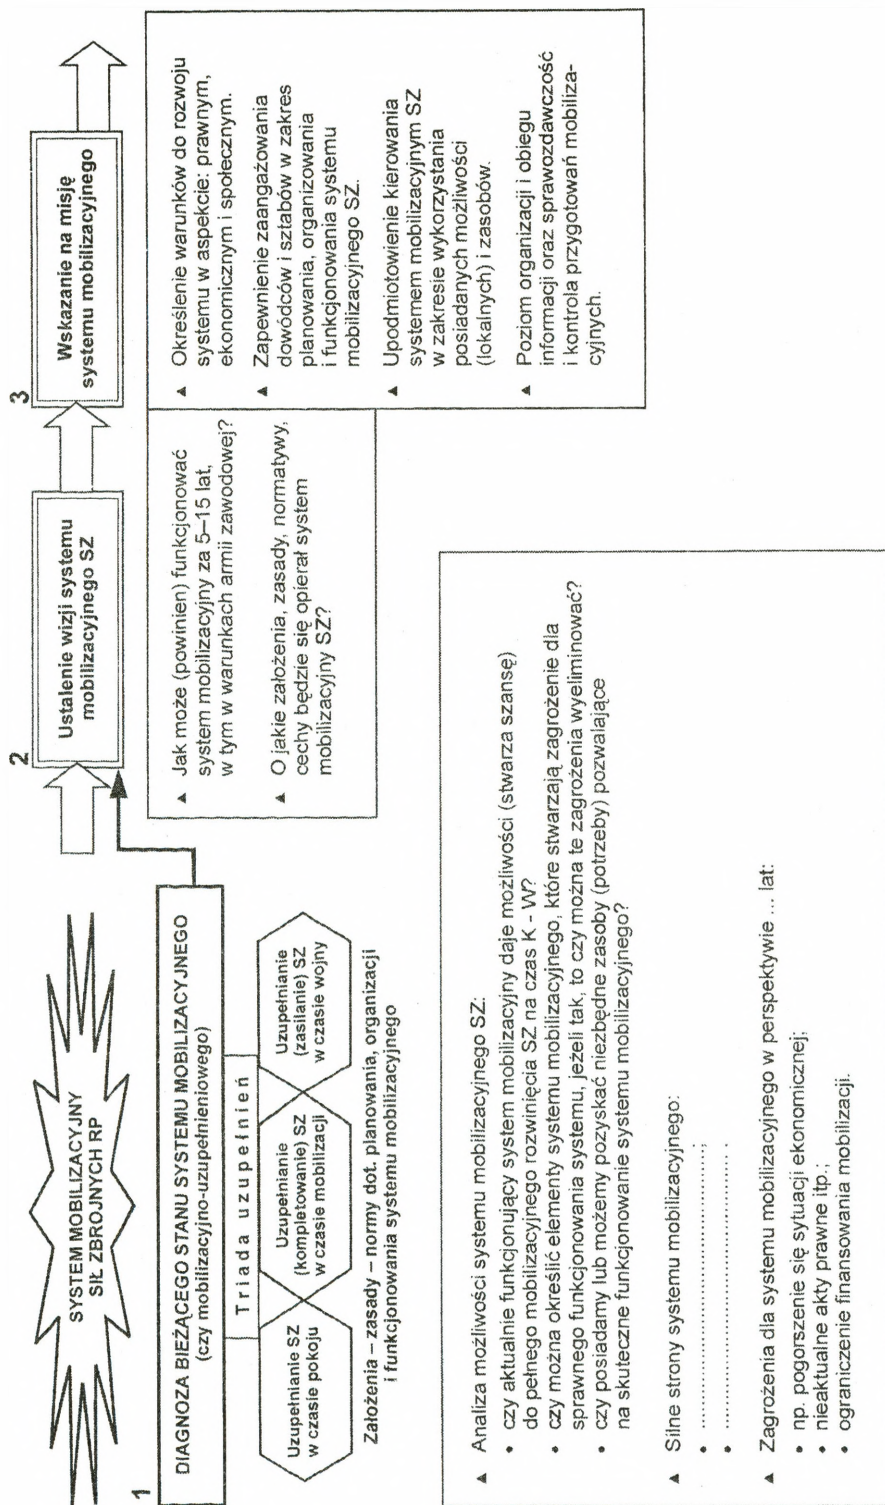 SYSTEM MOBILIZACYJNY
SIŁ ZBROJNYCH RP
1
DIAGNOZA BIEŻĄCEGO STANU SYSTEMU MOBILIZACYJNEGO
(czy mobilizacyjno-uzupełnieniowego)
Triada uzupełnień
Uzupełnianie SZ
w czasie pokoju
Uzupełnianie
(kompletowanie) SZ
w czasie mobilizacji
Uzupełnianie
(zasilanie) SZ
w czasie wojny
Założenia – zasady – normy dot. planowania, organizacji
i funkcjonowania systemu mobilizacyjnego
▲ Analiza możliwości systemu mobilizacyjnego SZ:
• czy aktualnie funkcjonujący system mobilizacyjny daje możliwości (stwarza szansę)
do pełnego mobilizacyjnego rozwinięcia SZ na czas K - W?
• czy można określić elementy systemu mobilizacyjnego, które stwarzają zagrożenie dla
sprawnego funkcjonowania systemu, jeżeli tak, to czy można te zagrożenia wyeliminować?
• czy posiadamy lub możemy pozyskać niezbędne zasoby (potrzeby) pozwalające
na skuteczne funkcjonowanie systemu mobilizacyjnego?
▲ Silne strony systemu mobilizacyjnego:
• ..........................................;
• ..........................................
▲ Zagrożenia dla systemu mobilizacyjnego w perspektywie ... lat:
• np. pogorszenie się sytuacji ekonomicznej;
• nieaktualne akty prawne itp.;
• ograniczenie finansowania mobilizacji.
2
Ustalenie wizji systemu
mobilizacyjnego SZ
▲ Jak może (powinien) funkcjonować
system mobilizacyjny za 5–15 lat,
w tym w warunkach armii zawodowej?
▲ O jakie założenia, zasady, normatywy,
cechy będzie się opierał system
mobilizacyjny SZ?
3
Wskazanie na misję
systemu mobilizacyjnego
▲ Określenie warunków do rozwoju
systemu w aspekcie: prawnym,
ekonomicznym i społecznym.
▲ Zapewnienie zaangażowania
dowódców i sztabów w zakres
planowania, organizowania
i funkcjonowania systemu
mobilizacyjnego SZ.
▲ Upodmiotowienie kierowania
systemem mobilizacyjnym SZ
w zakresie wykorzystania
posiadanych możliwości
(lokalnych) i zasobów.
▲ Poziom organizacji i obiegu
informacji oraz sprawozdawczość
i kontrola przygotowań mobiliza-
cyjnych.